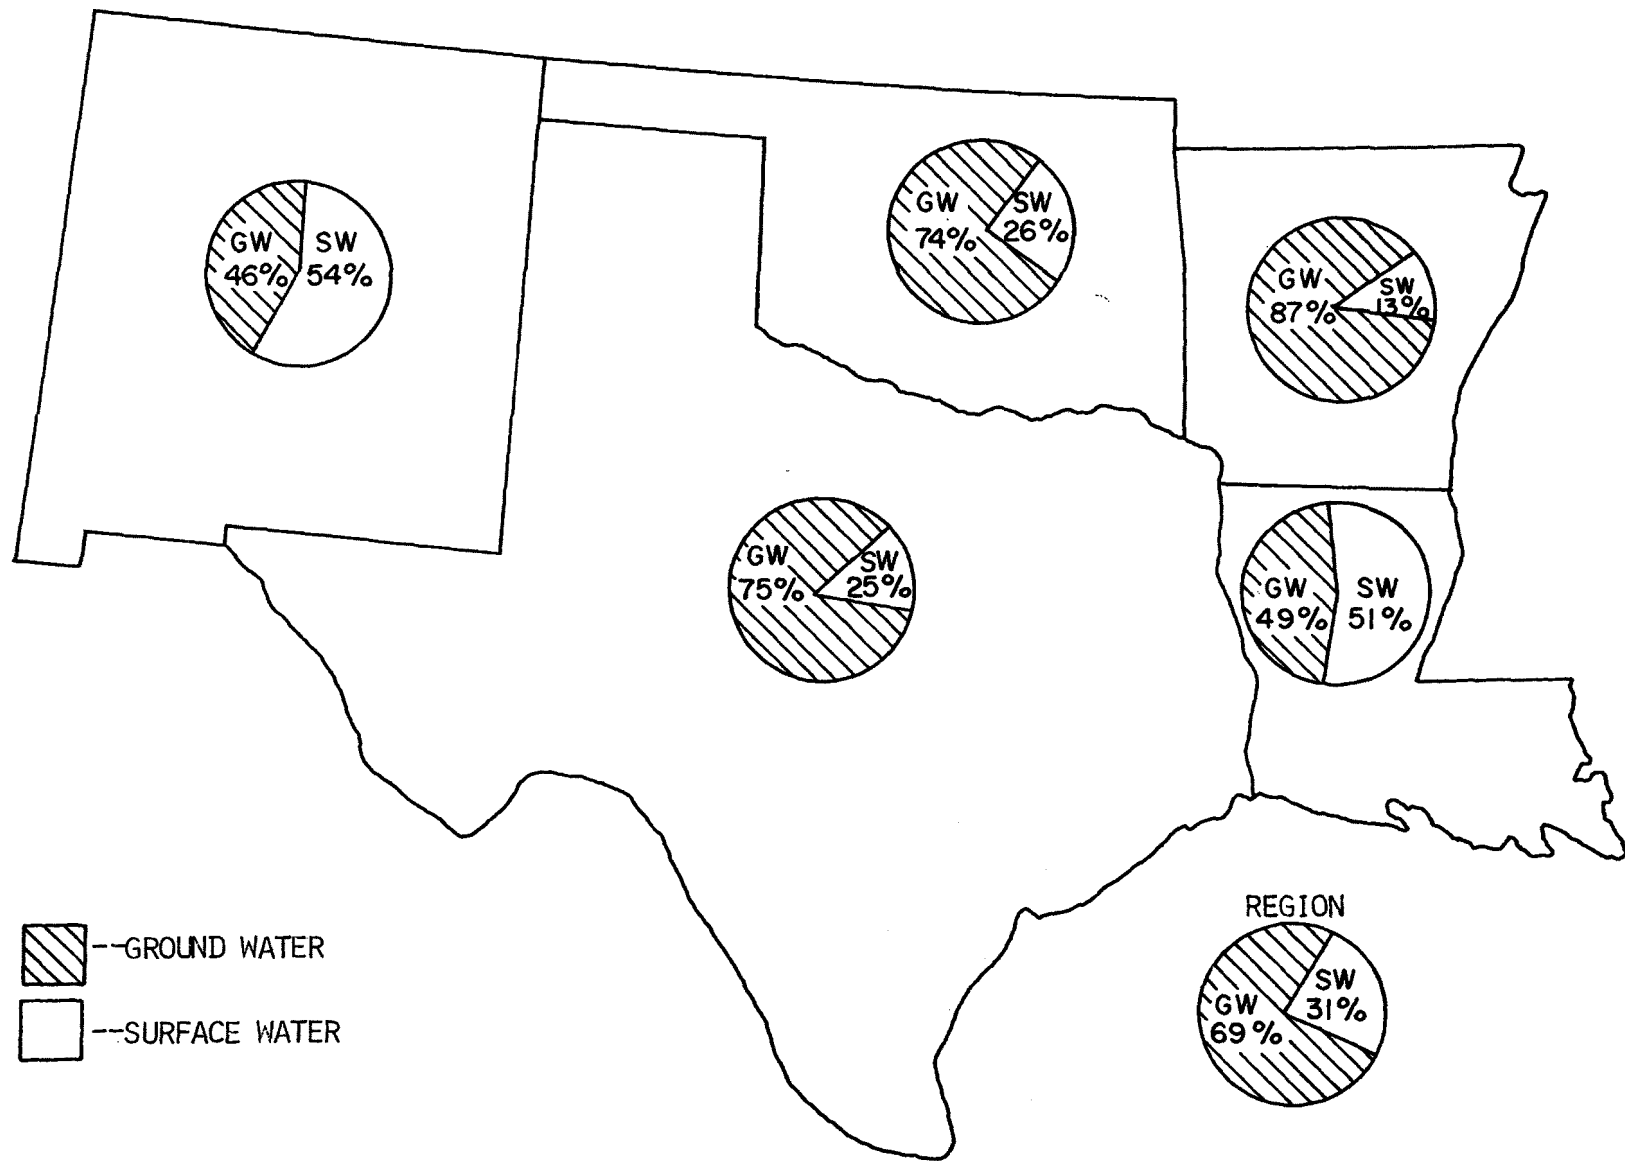 GW SW
46% 54%
GW SW
74% 26%
GW SW
87% 13%
GW SW
75% 25%
GW SW
49% 51%
REGION
GW SW
69% 31%
--GROUND WATER
--SURFACE WATER